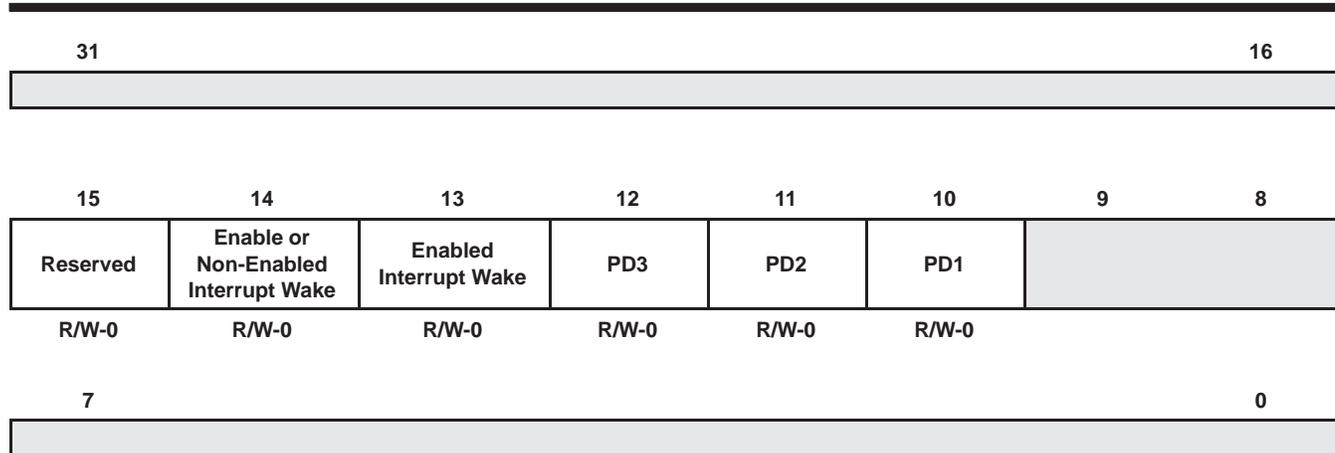 31 16
15 14 13 12 11 10 9 8
Reserved
Enable or
Non-Enabled
Interrupt Wake
Enabled
Interrupt Wake
PD3
PD2
PD1
R/W-0 R/W-0 R/W-0 R/W-0 R/W-0 R/W-0
7 0